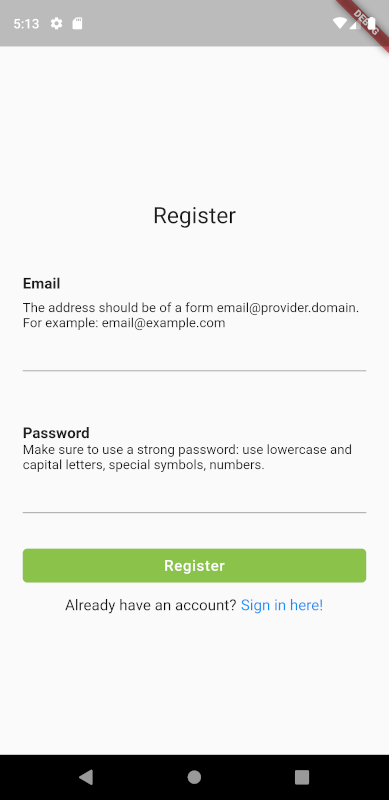 5:13
DEBUG
Register
Email
The address should be of a form email@provider.domain.
For example: email@example.com
Password
Make sure to use a strong password: use lowercase and
capital letters, special symbols, numbers.
Register
Already have an account? Sign in here!